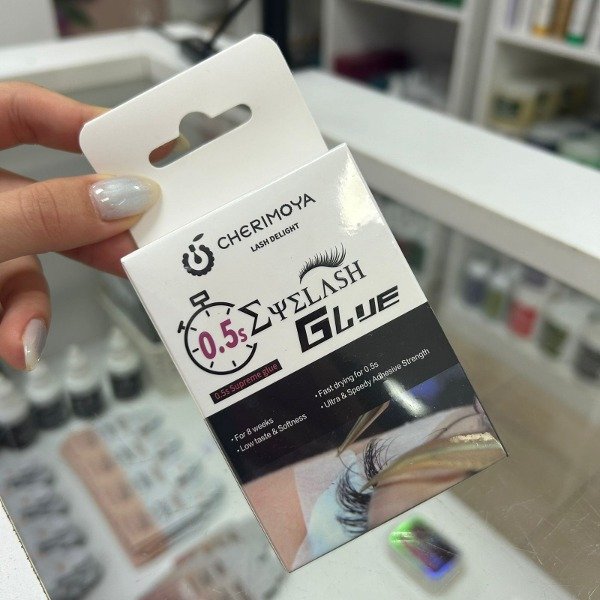 CHERIMOYA
LASH DELIGHT
0.5s
ΣΨELASH
GLUE
0.5s Supreme glue
• For 8 weeks
• Low taste & Softness
• Fast drying for 0.5s
• Ultra & Speedy Adhesive Strength